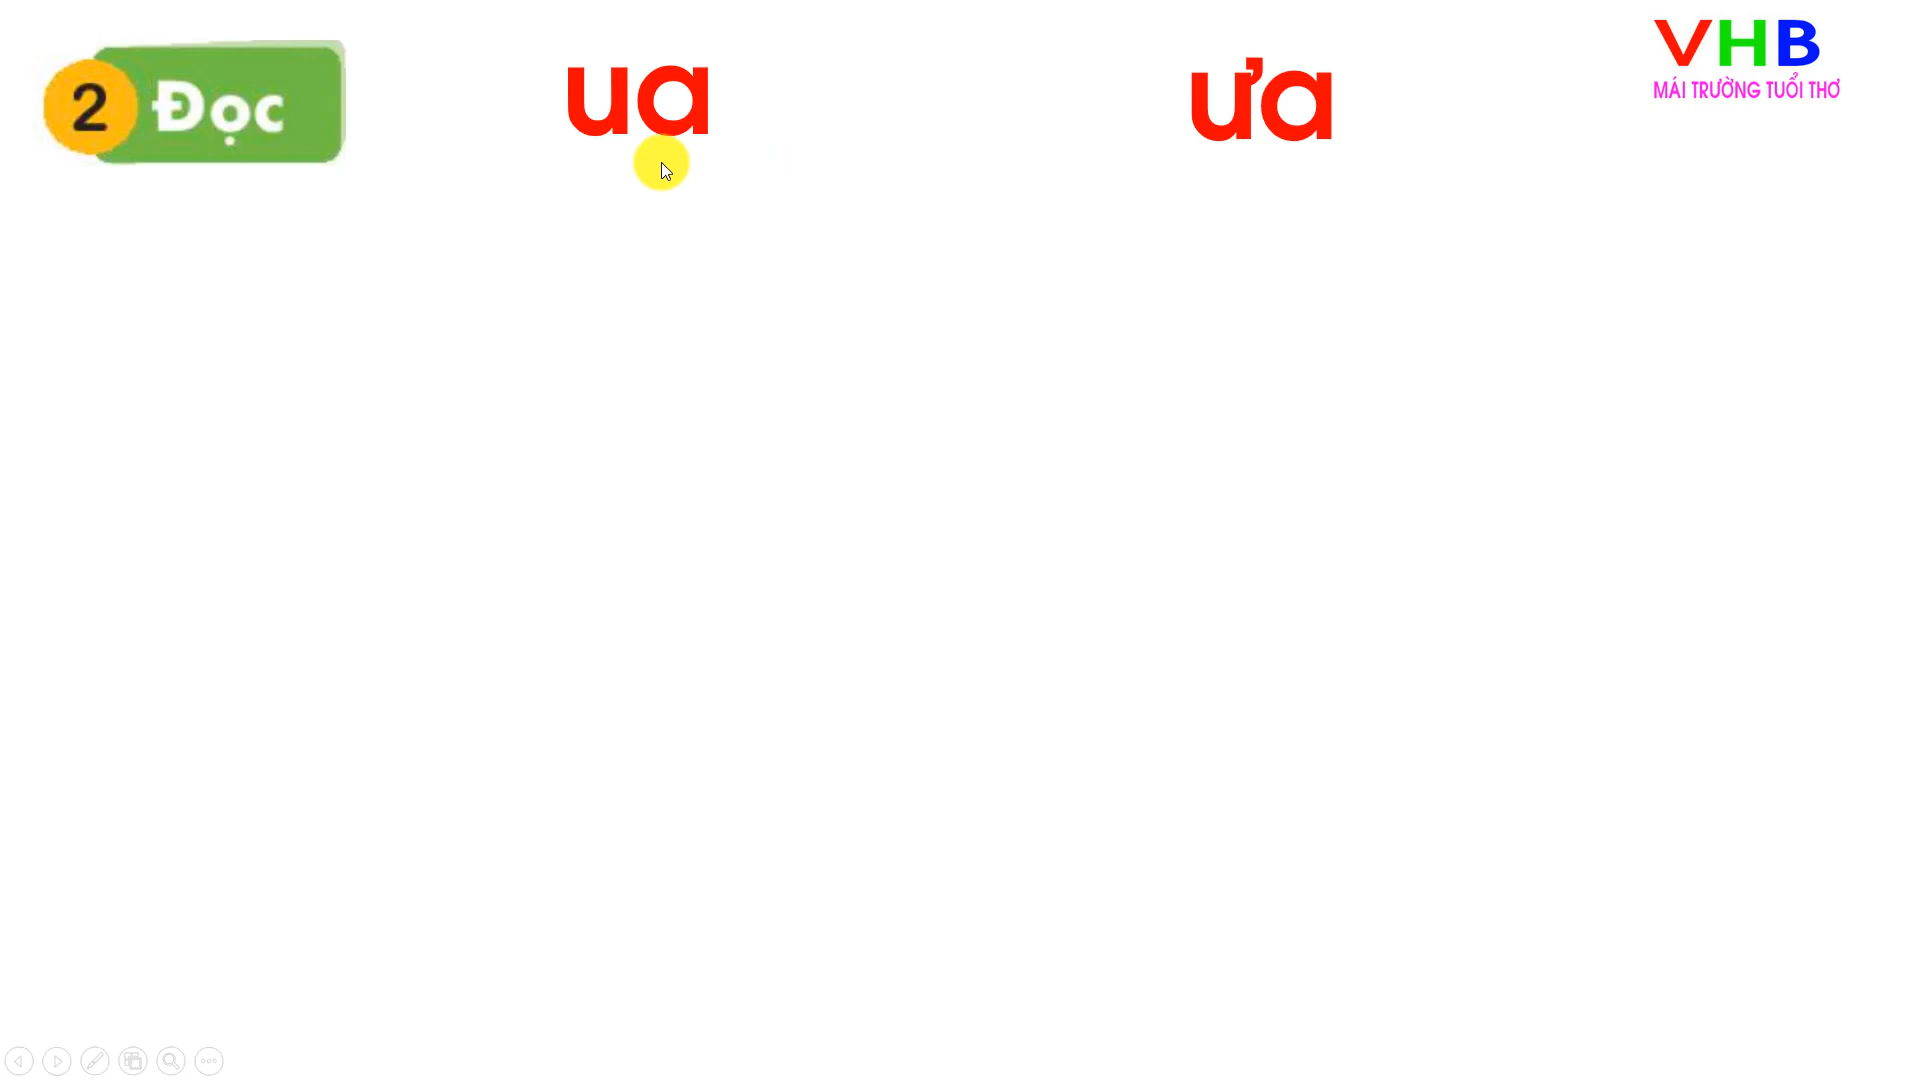 2 Đọc
ua
ưa
VHB
MÁI TRƯỜNG TUỔI THƠ